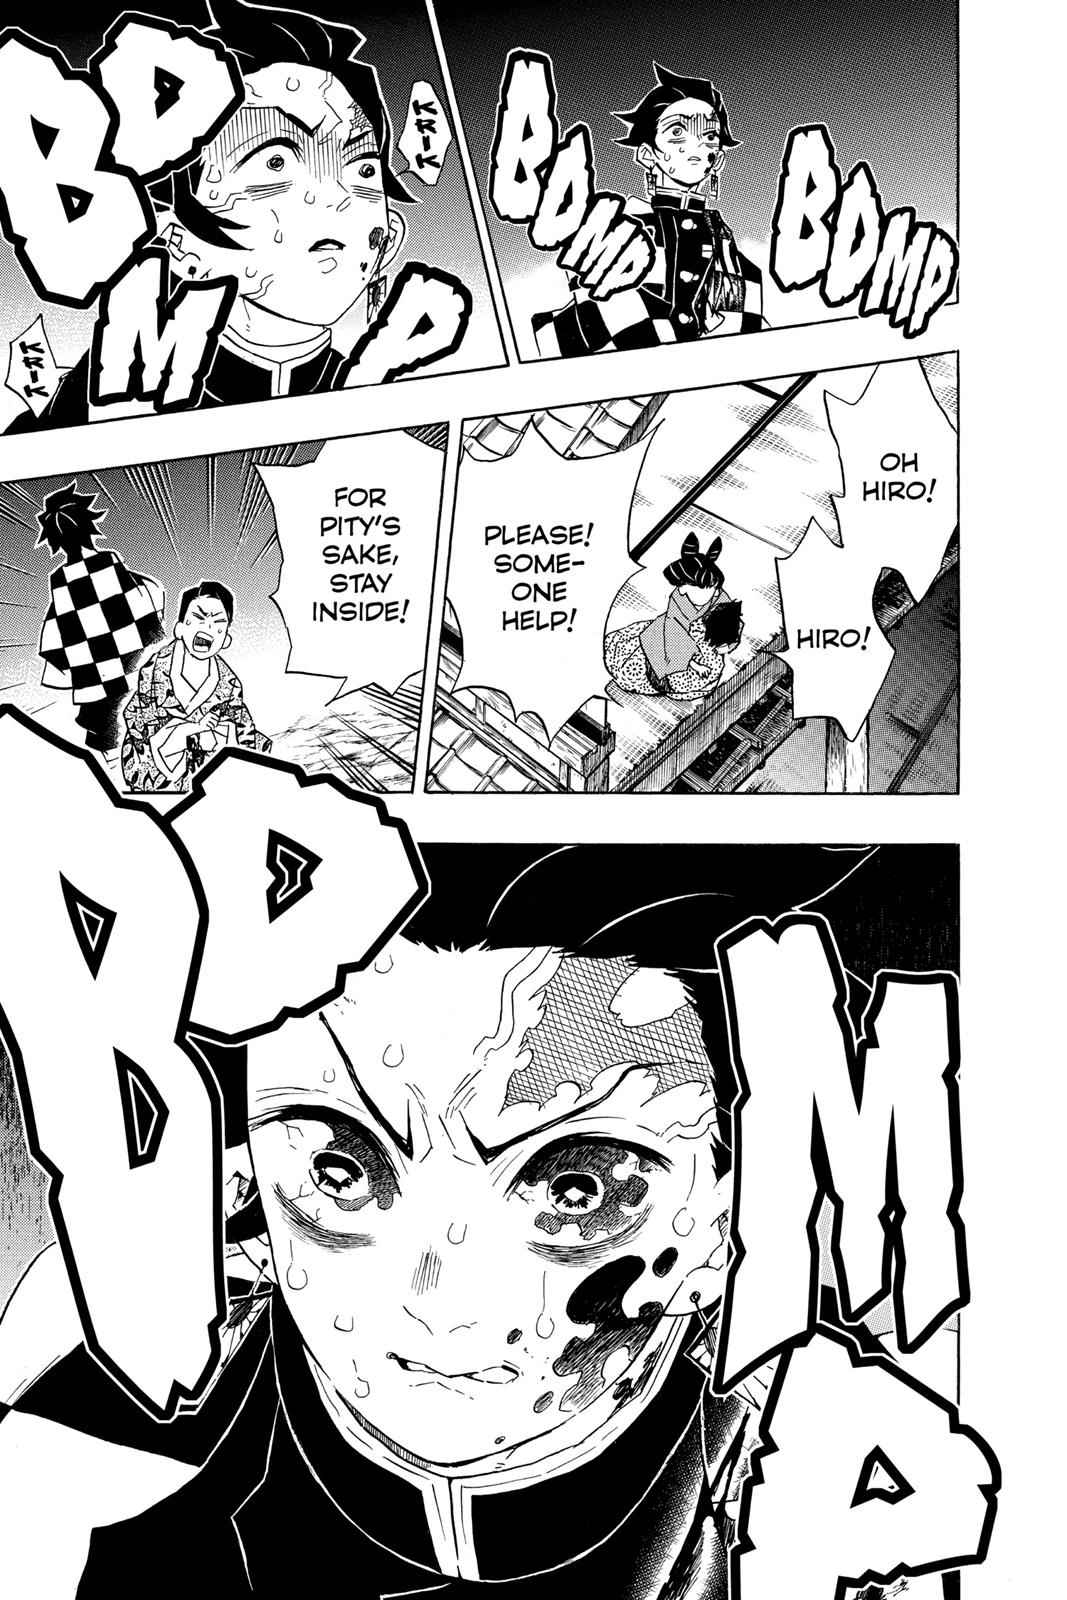 BDMP
BDMP
KRIK
BDMP
KRIK
OH
HIRO!
HIRO!
PLEASE!
SOME-
ONE
HELP!
FOR
PITY'S
SAKE,
STAY
INSIDE!
BDMP